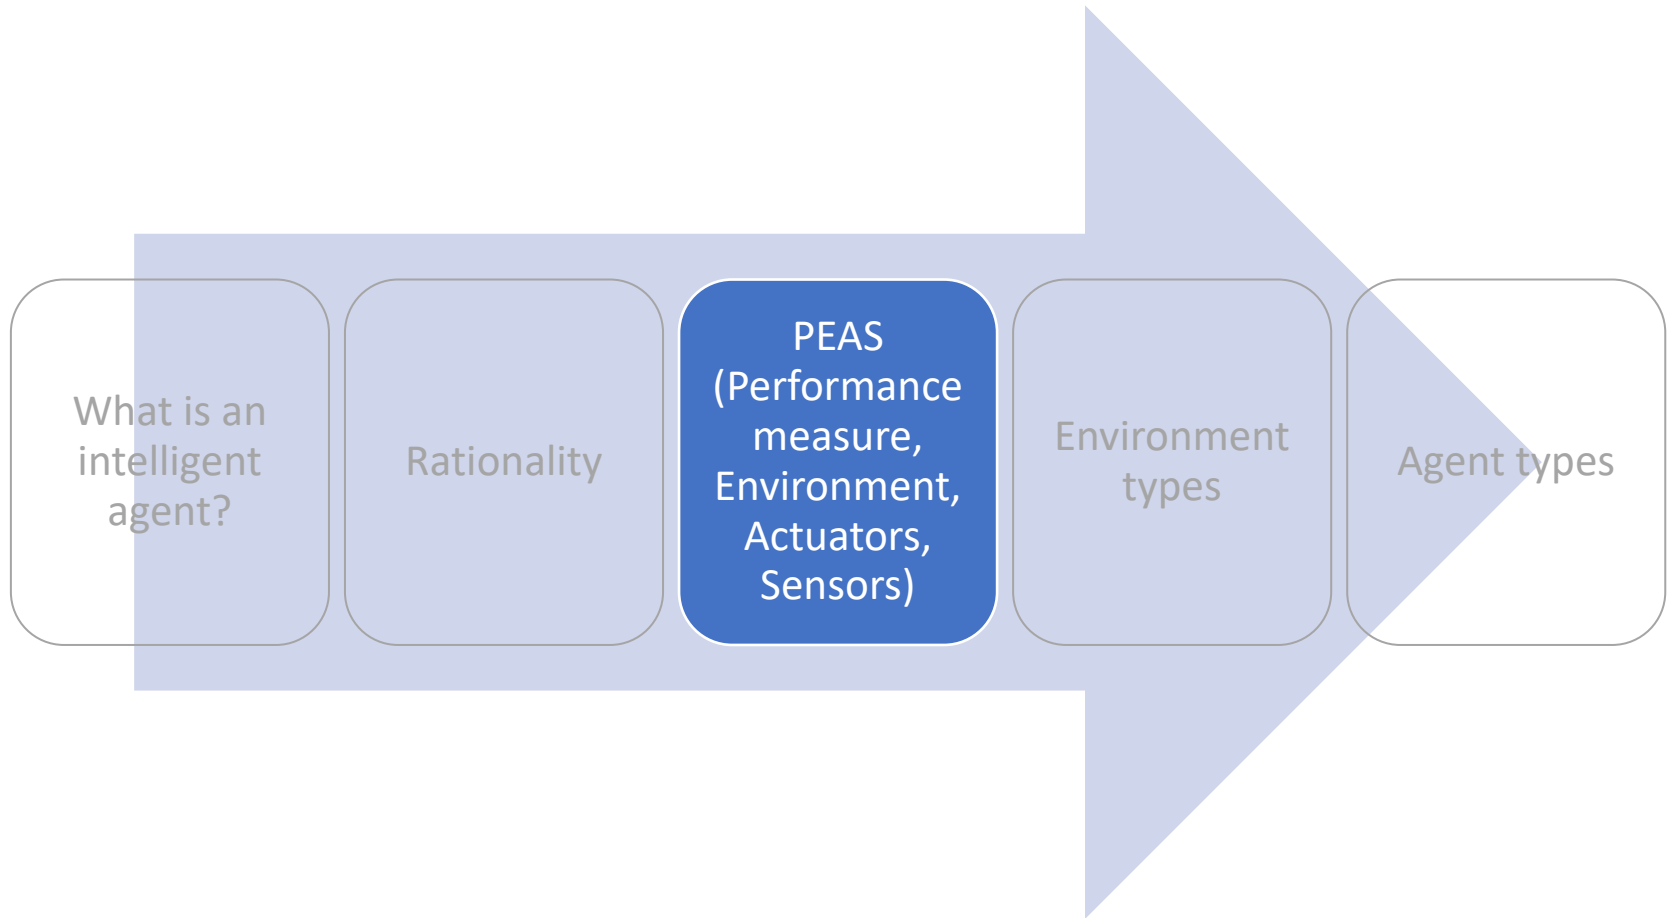 What is an
intelligent
agent?
Rationality
PEAS
(Performance
measure,
Environment,
Actuators,
Sensors)
Environment
types
Agent types